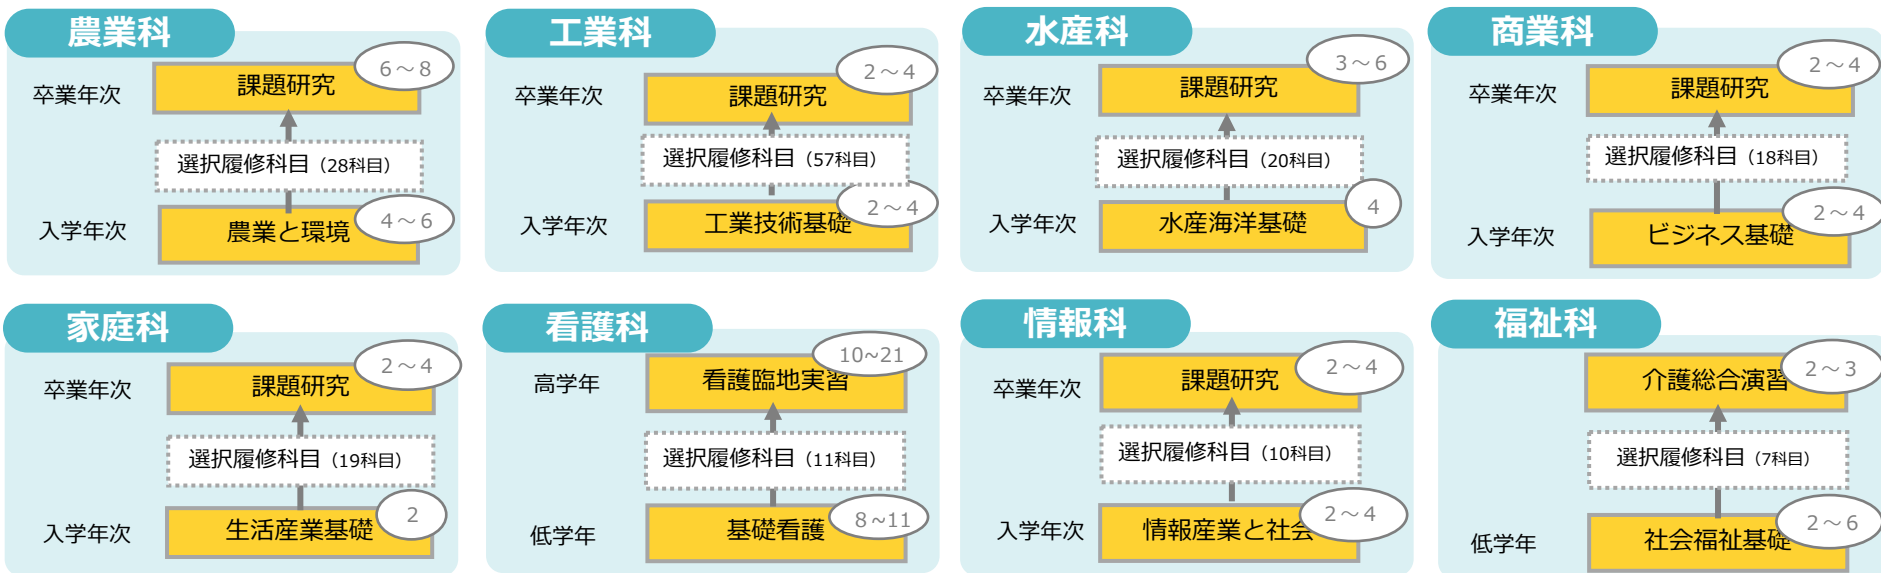 農業科
6～8
卒業年次
課題研究
選択履修科目（28科目）
4～6
入学年次
農業と環境
工業科
2～4
卒業年次
課題研究
選択履修科目（57科目）
2～4
入学年次
工業技術基礎
水産科
3～6
卒業年次
課題研究
選択履修科目（20科目）
4
入学年次
水産海洋基礎
商業科
2～4
卒業年次
課題研究
選択履修科目（18科目）
2～4
入学年次
ビジネス基礎
家庭科
2～4
卒業年次
課題研究
選択履修科目（19科目）
2
入学年次
生活産業基礎
看護科
10~21
高学年
看護臨地実習
選択履修科目（11科目）
8~11
低学年
基礎看護
情報科
2～4
卒業年次
課題研究
選択履修科目（10科目）
2～4
入学年次
情報産業と社会
福祉科
2～3
介護総合演習
選択履修科目（7科目）
2～6
低学年
社会福祉基礎